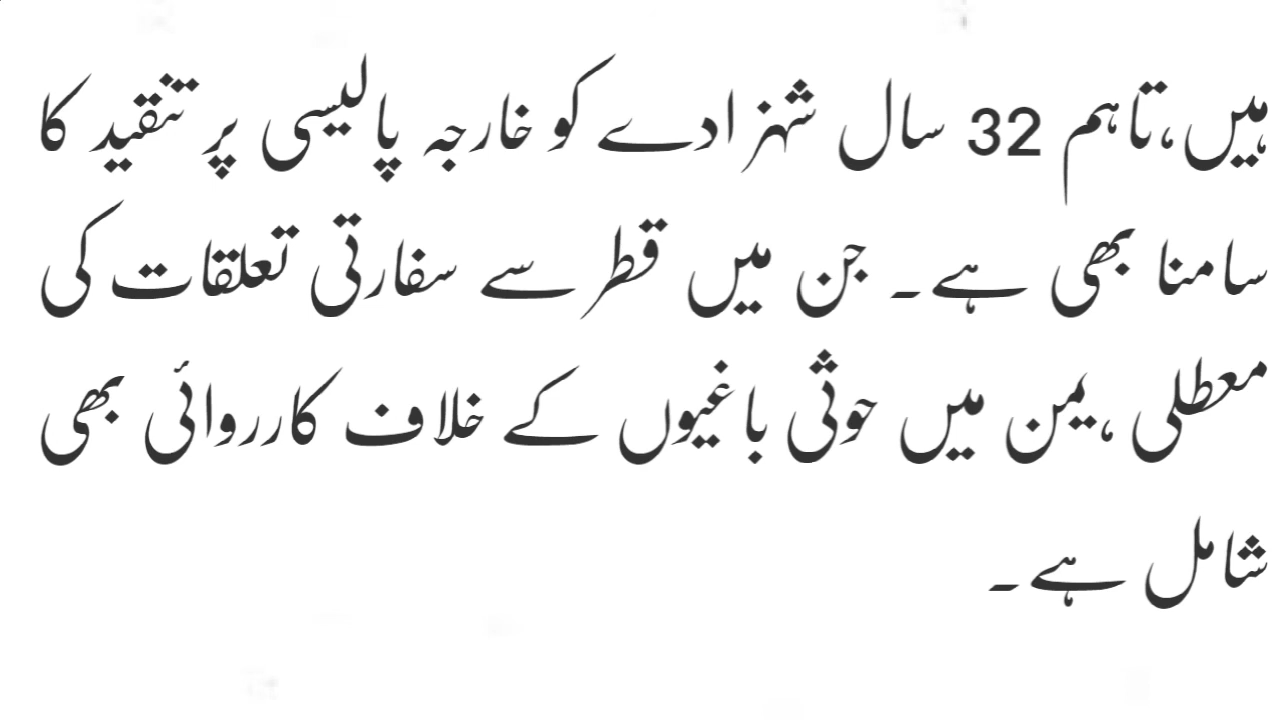 ہیں،تاہم 32 سال شہزادے کو خارجہ پالیسی پر تنقید کا
سامنا بھی ہے۔ جن میں قطر سے سفارتی تعلقات کی
معطلی ،یمن میں حوثی باغیوں کے خلاف کارروائی بھی
شامل ہے۔